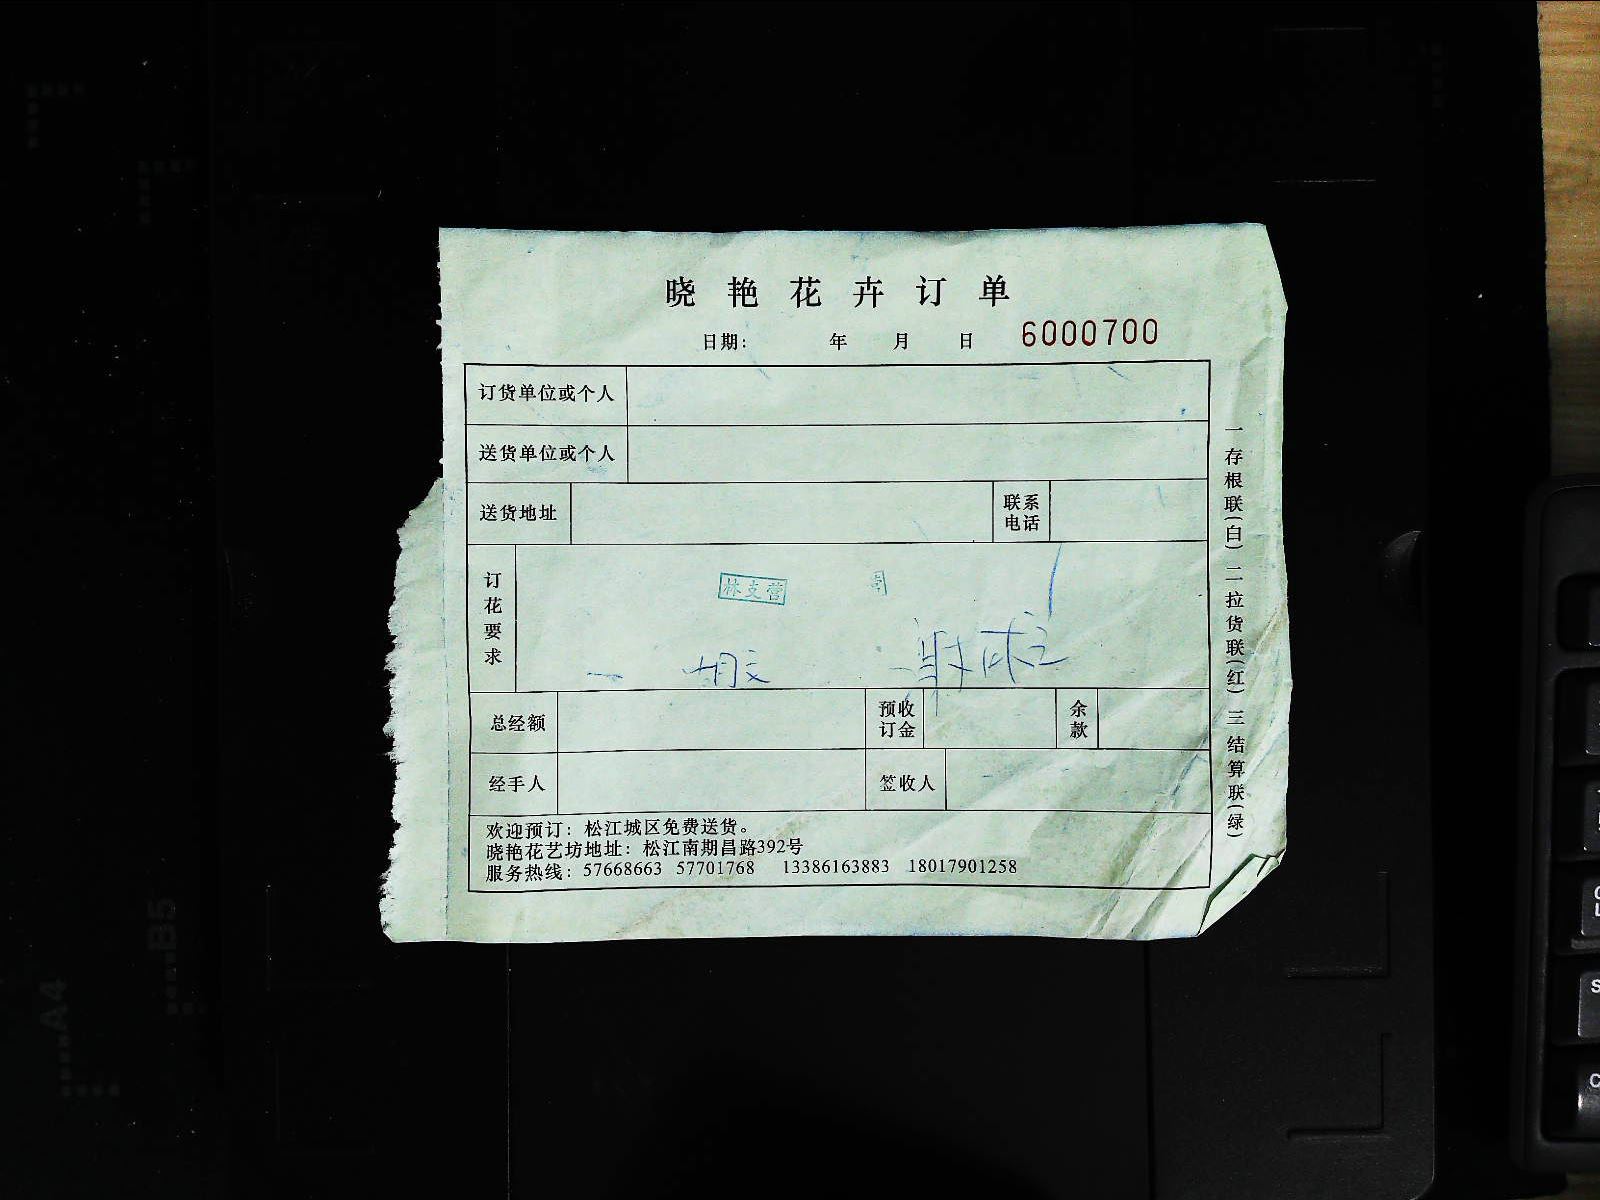 晓艳花卉订单
日期： 年 月 日 6000700
订货单位或个人
送货单位或个人
送货地址 联系电话
订花要求
林支营
司
总经额 预收订金 余款
经手人 签收人
欢迎预订：松江城区免费送货。
晓艳花艺坊地址：松江南期昌路392号
服务热线：57668663 57701768 13386163883 18017901258
一存根联(白) 二拉货联(红) 三结算联(绿)
A4
B5